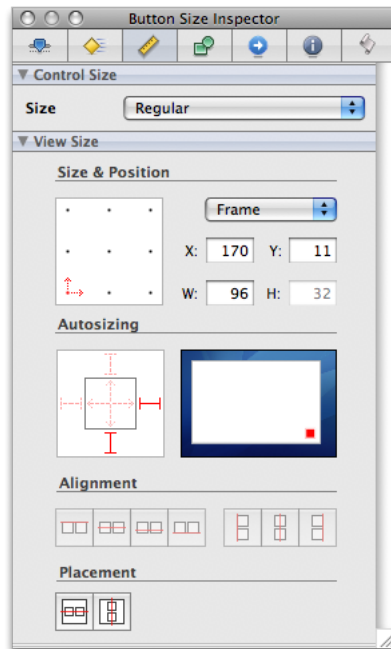 Button Size Inspector
Control Size
Size Regular
View Size
Size & Position
Frame
X: 170 Y: 11
W: 96 H: 32
Autosizing
Alignment
Placement